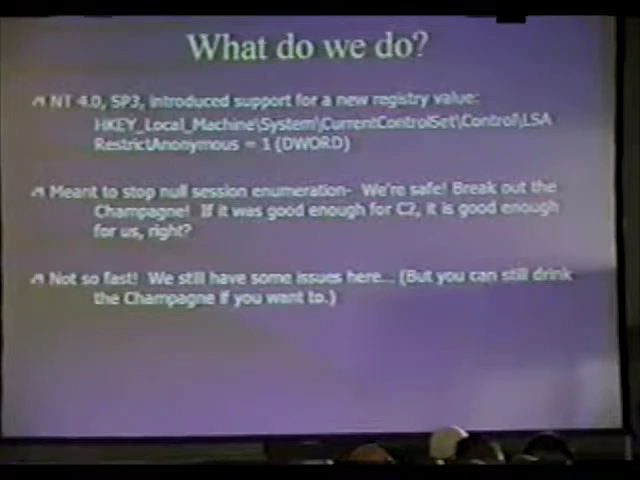 What do we do?
NT 4.0, SP3, introduced support for a new registry value:
HKEY_Local_Machine\System\CurrentControlSet\Control\LSA
RestrictAnonymous = 1 (DWORD)
Meant to stop null session enumeration- We're safe! Break out the
Champagne! If it was good enough for C2, it is good enough
for us, right?
Not so fast! We still have some issues here... (But you can still drink
the Champagne if you want to.)